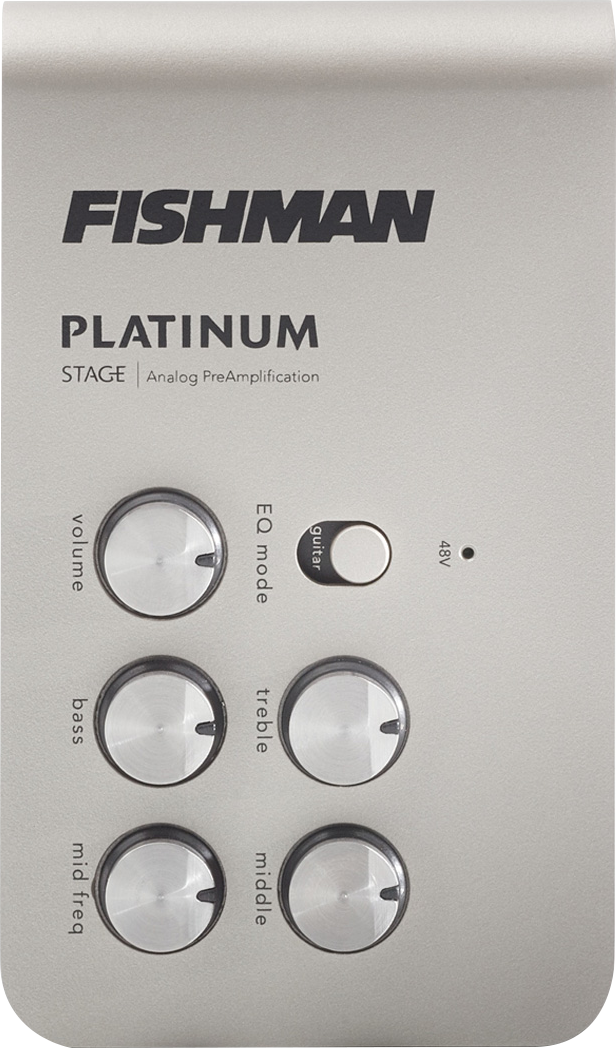 FISHMAN
PLATINUM
STAGE | Analog PreAmplification
volume
EQ mode
guitar
48V
bass
treble
mid freq
middle